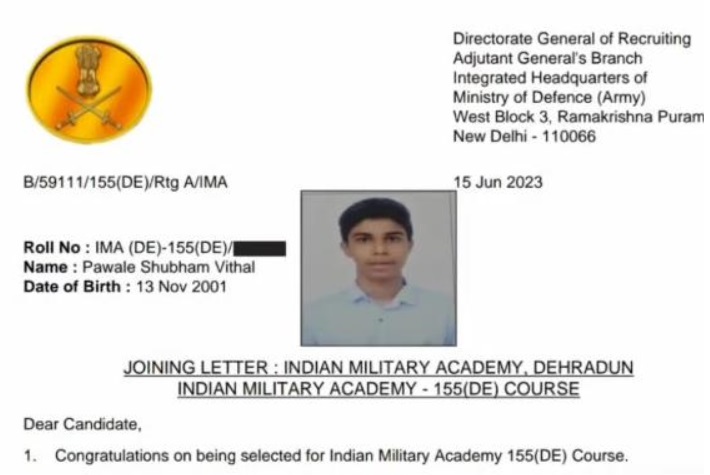 Directorate General of Recruiting
Adjutant General's Branch
Integrated Headquarters of
Ministry of Defence (Army)
West Block 3, Ramakrishna Puram
New Delhi - 110066
B/59111/155(DE)/Rtg A/IMA 15 Jun 2023
Roll No : IMA (DE)-155(DE)/
Name : Pawale Shubham Vithal
Date of Birth : 13 Nov 2001
JOINING LETTER : INDIAN MILITARY ACADEMY, DEHRADUN
INDIAN MILITARY ACADEMY - 155(DE) COURSE
Dear Candidate,
1. Congratulations on being selected for Indian Military Academy 155(DE) Course.